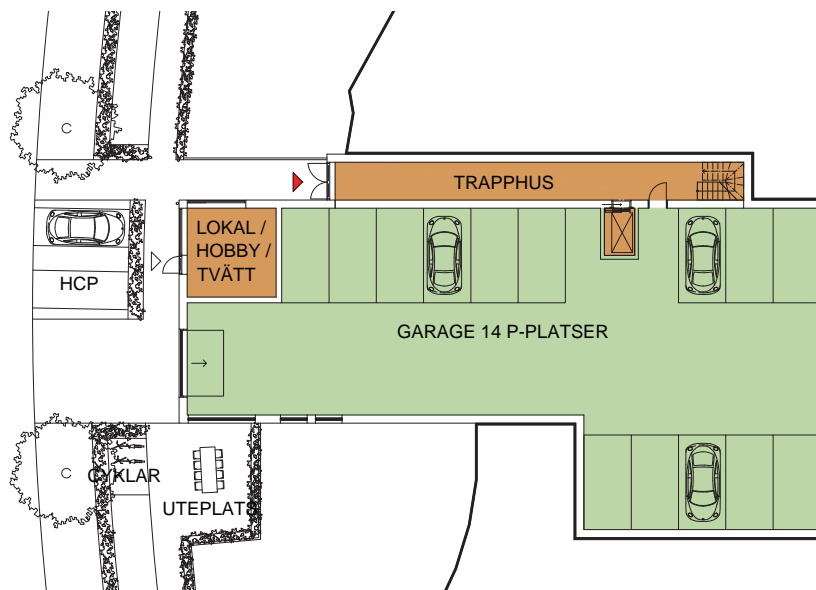 C
TRAPPHUS
LOKAL /
HOBBY /
TVÄTT
HCP
GARAGE 14 P-PLATSER
C
CYKLAR
UTEPLATS